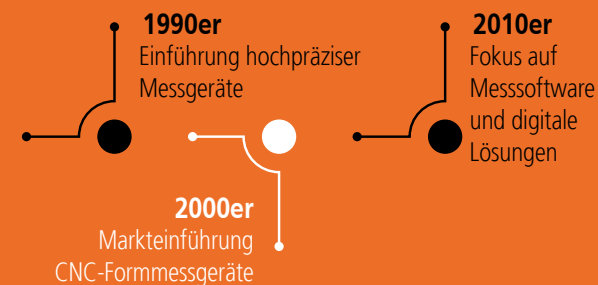 1990er
Einführung hochpräziser
Messgeräte
2000er
Markteinführung
CNC-Formmessgeräte
2010er
Fokus auf
Messsoftware
und digitale
Lösungen